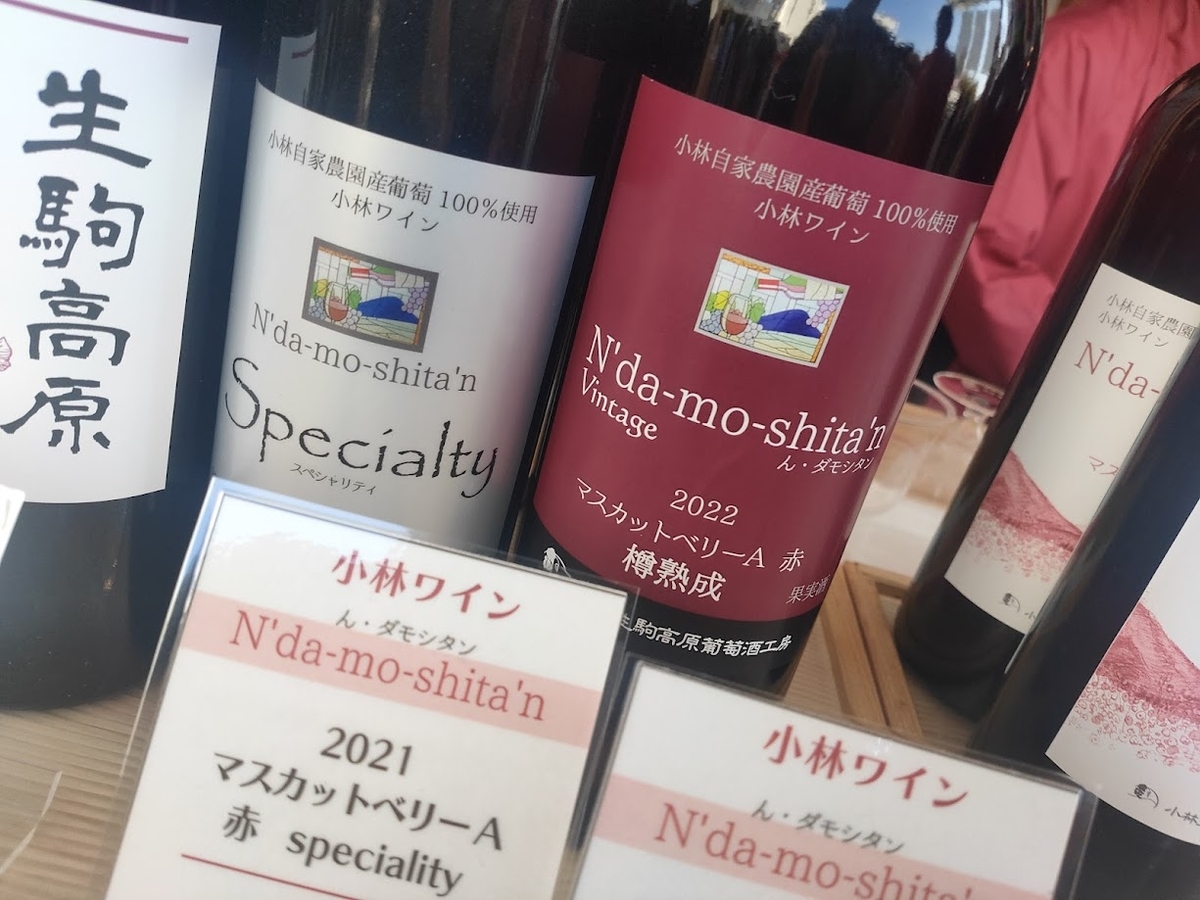 生駒高原
小林自家農園産葡萄 100%使用
小林ワイン
N'da-mo-shita'n
Specialty
スペシャリティ
小林自家農園産葡萄 100%使用
小林ワイン
N'da-mo-shita'n
Vintage
ん・ダモシタン
2022
マスカットベリーA 赤
樽熟成
果実酒
生駒高原葡萄酒工房
小林自家農園
小林ワイン
N'da-
マス
小林ワイン
ん・ダモシタン
N'da-mo-shita'n
2021
マスカットベリーA
赤 speciality
小林ワイン
ん・ダモシタン
N'da-mo-shita'